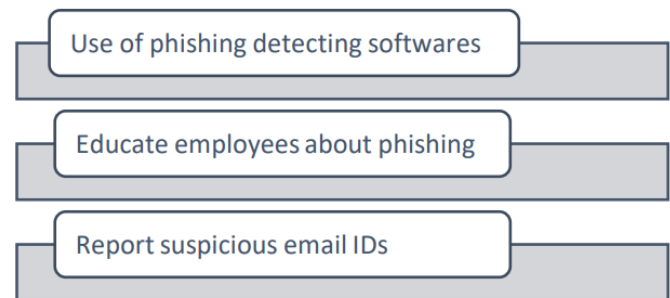 Use of phishing detecting softwares
Educate employees about phishing
Report suspicious email IDs